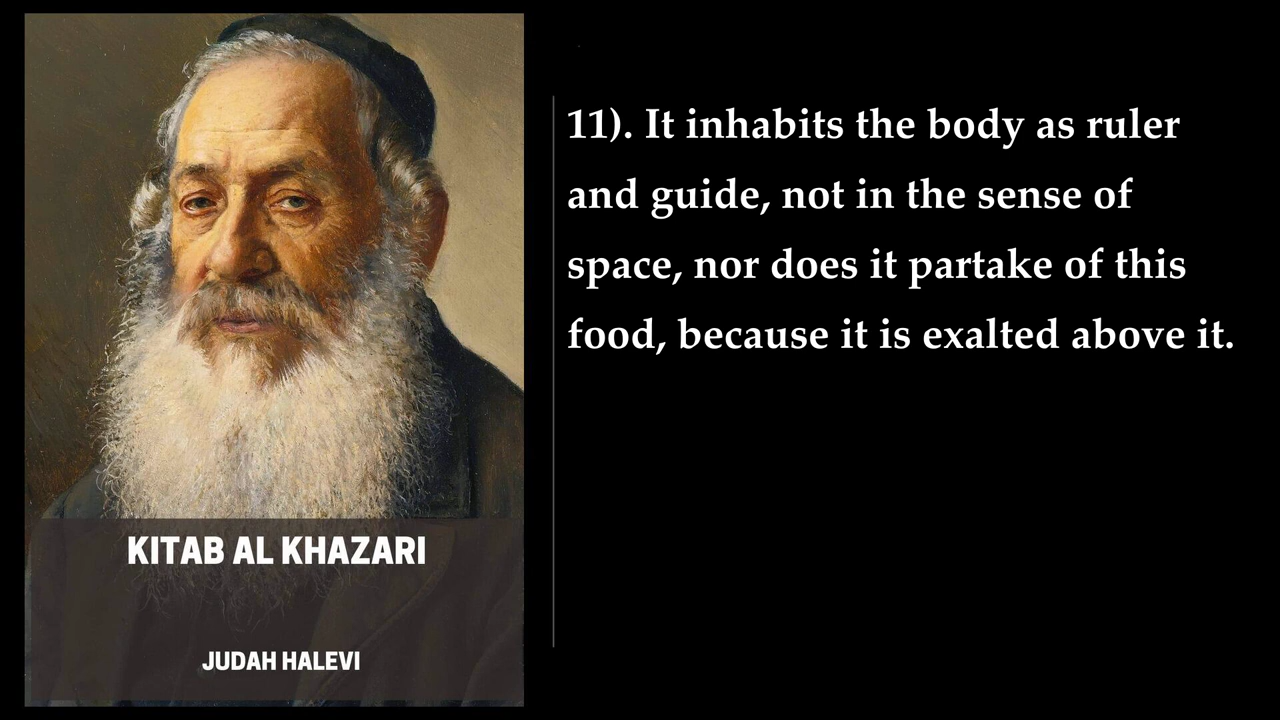 KITAB AL KHAZARI
JUDAH HALEVI
11). It inhabits the body as ruler
and guide, not in the sense of
space, nor does it partake of this
food, because it is exalted above it.